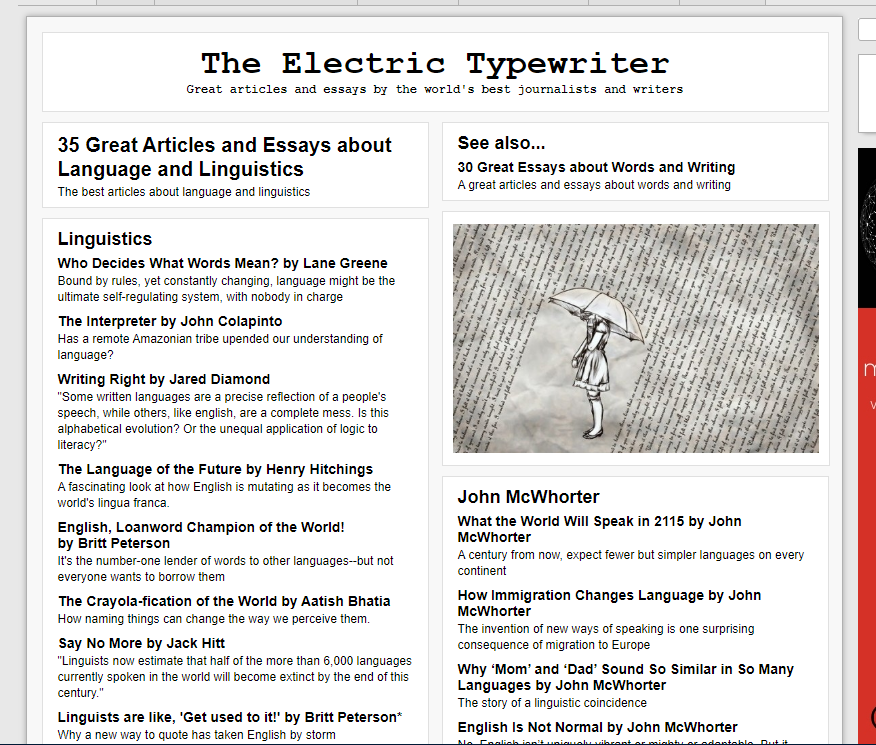 The Electric Typewriter
Great articles and essays by the world's best journalists and writers
35 Great Articles and Essays about
Language and Linguistics
The best articles about language and linguistics
Linguistics
Who Decides What Words Mean? by Lane Greene
Bound by rules, yet constantly changing, language might be the
ultimate self-regulating system, with nobody in charge
The Interpreter by John Colapinto
Has a remote Amazonian tribe upended our understanding of
language?
Writing Right by Jared Diamond
"Some written languages are a precise reflection of a people's
speech, while others, like english, are a complete mess. Is this
alphabetical evolution? Or the unequal application of logic to
literacy?"
The Language of the Future by Henry Hitchings
A fascinating look at how English is mutating as it becomes the
world's lingua franca.
English, Loanword Champion of the World!
by Britt Peterson
It's the number-one lender of words to other languages--but not
everyone wants to borrow them
The Crayola-fication of the World by Aatish Bhatia
How naming things can change the way we perceive them.
Say No More by Jack Hitt
"Linguists now estimate that half of the more than 6,000 languages
currently spoken in the world will become extinct by the end of this
century."
Linguists are like, 'Get used to it!' by Britt Peterson*
Why a new way to quote has taken English by storm
See also...
30 Great Essays about Words and Writing
A great articles and essays about words and writing
John McWhorter
What the World Will Speak in 2115 by John
McWhorter
A century from now, expect fewer but simpler languages on every
continent
How Immigration Changes Language by John
McWhorter
The invention of new ways of speaking is one surprising
consequence of migration to Europe
Why ‘Mom’ and ‘Dad’ Sound So Similar in So Many
Languages by John McWhorter
The story of a linguistic coincidence
English Is Not Normal by John McWhorter
No, English isn't uniquely vibrant or mighty or adaptable. But it